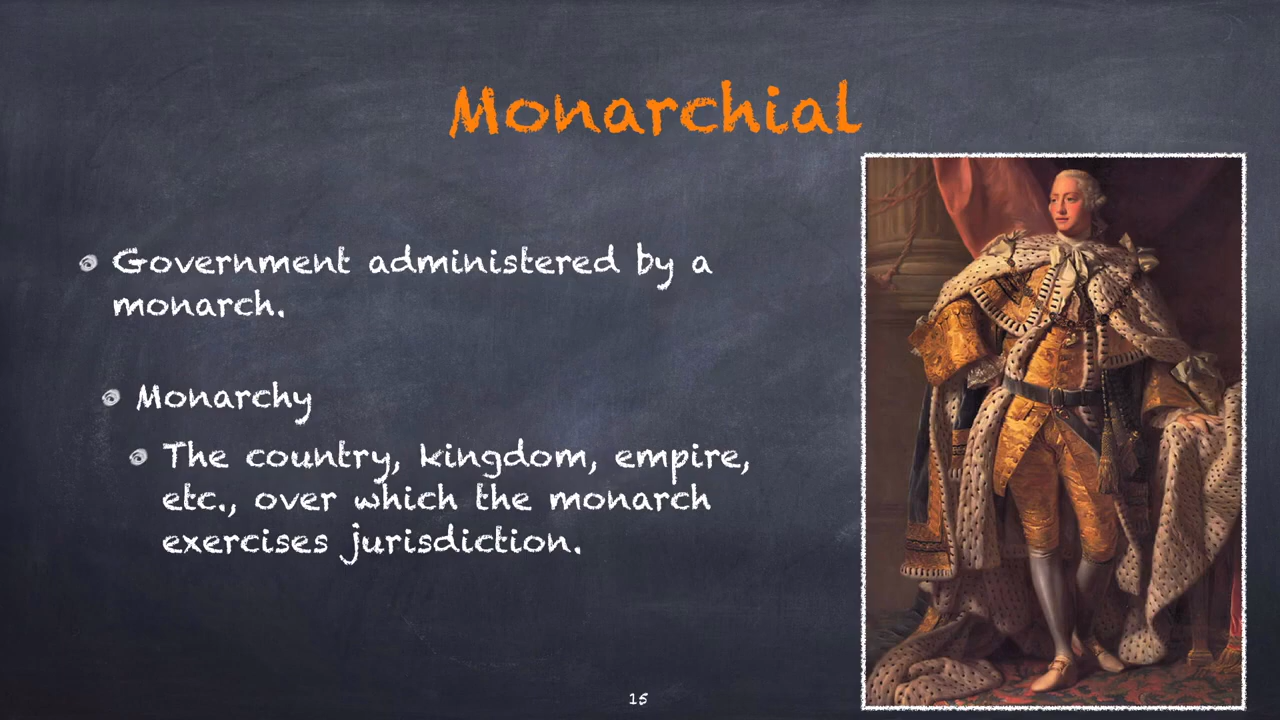 Monarchial
Government administered by a
monarch.
Monarchy
The country, kingdom, empire,
etc., over which the monarch
exercises jurisdiction.
15